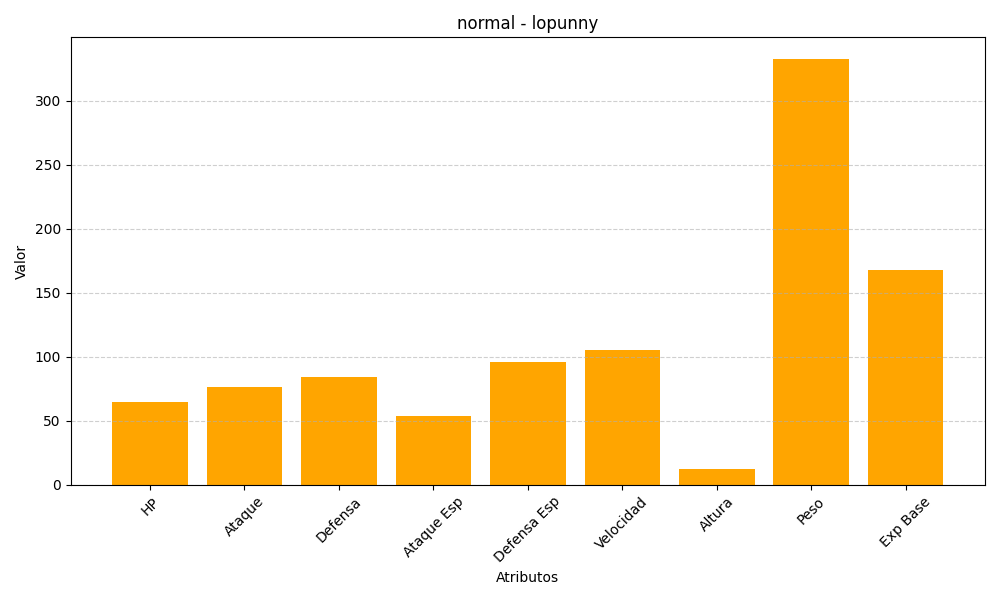 normal - lopunny
Valor
300
250
200
150
100
50
0
HP
Ataque
Defensa
Ataque Esp
Defensa Esp
Velocidad
Altura
Peso
Exp Base
Atributos